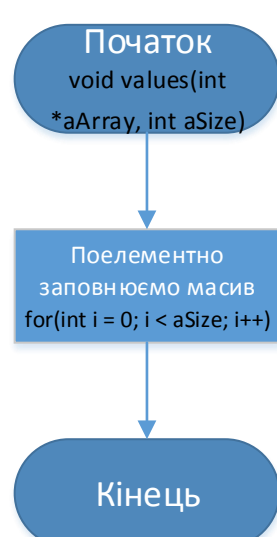 Початок
void values(int
*aArray, int aSize)
Поелементно
заповнюємо масив
for(int i = 0; i < aSize; i++)
Кінець